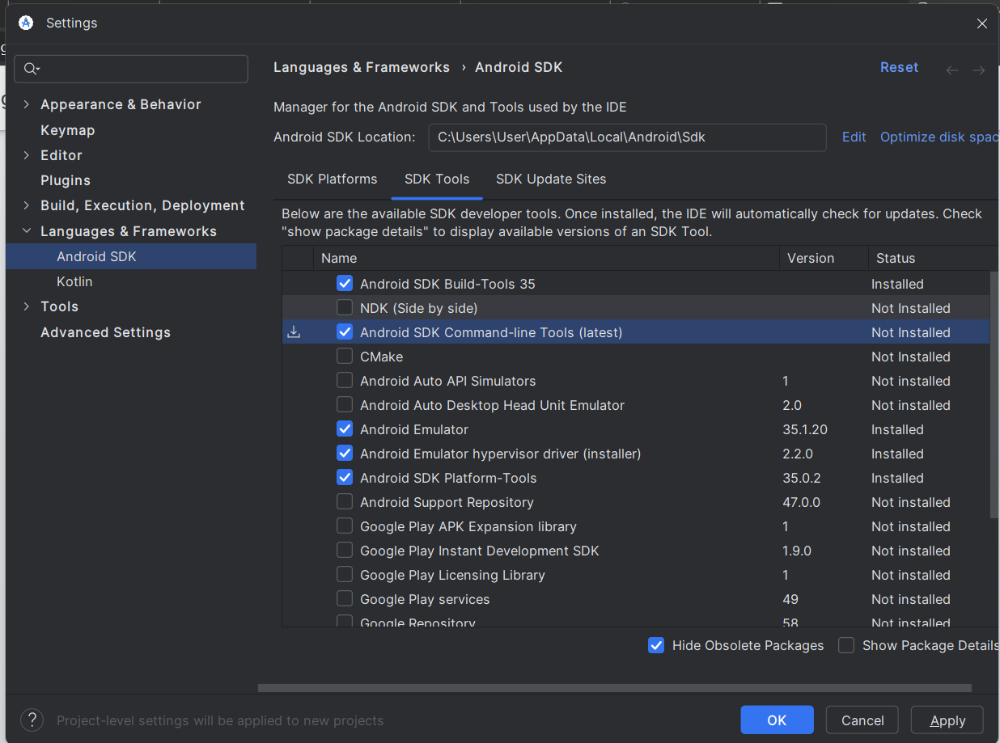 Settings
Languages & Frameworks › Android SDK
Reset
Appearance & Behavior
Keymap
Editor
Plugins
Build, Execution, Deployment
Languages & Frameworks
Android SDK
Kotlin
Tools
Advanced Settings
Manager for the Android SDK and Tools used by the IDE
Android SDK Location: C:\Users\User\AppData\Local\Android\Sdk Edit Optimize disk spac
SDK Platforms SDK Tools SDK Update Sites
Below are the available SDK developer tools. Once installed, the IDE will automatically check for updates. Check
"show package details" to display available versions of an SDK Tool.
Name Version Status
Android SDK Build-Tools 35 Installed
NDK (Side by side) Not Installed
Android SDK Command-line Tools (latest) Not Installed
CMake Not Installed
Android Auto API Simulators 1 Not installed
Android Auto Desktop Head Unit Emulator 2.0 Not installed
Android Emulator 35.1.20 Installed
Android Emulator hypervisor driver (installer) 2.2.0 Installed
Android SDK Platform-Tools 35.0.2 Installed
Android Support Repository 47.0.0 Not installed
Google Play APK Expansion library 1 Not installed
Google Play Instant Development SDK 1.9.0 Not installed
Google Play Licensing Library 1 Not installed
Google Play services 49 Not installed
Google Repository 58 Not installed
Hide Obsolete Packages Show Package Details
? Project-level settings will be applied to new projects
OK Cancel Apply